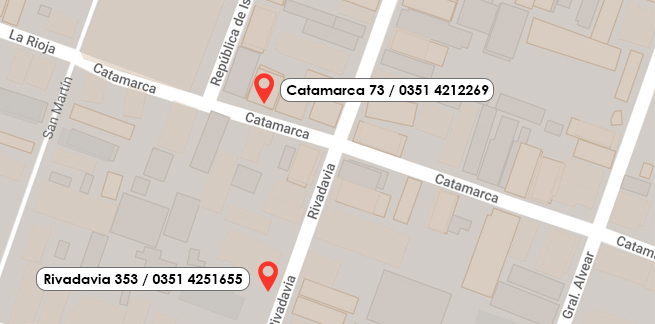 La Rioja
República de Is
San Martín
Catamarca
Catamarca 73 / 0351 4212269
Catamarca
Rivadavia
Catamarca
Catam
Rivadavia 353 / 0351 4251655
Rivadavia
Gral. Alvear